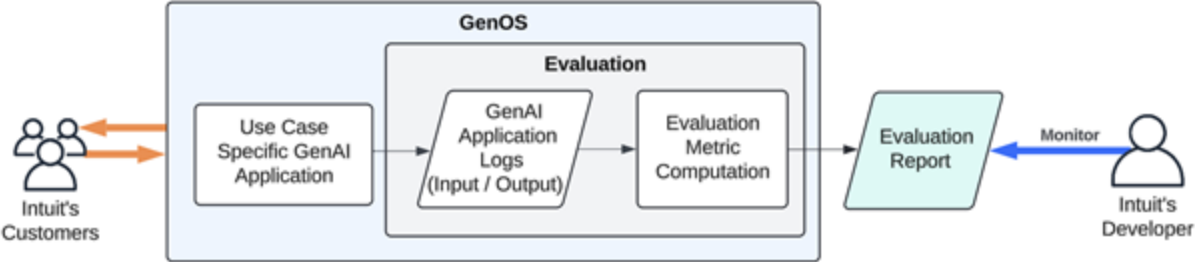 GenOS
Evaluation
Use Case
Specific GenAI
Application
GenAI
Application
Logs
(Input / Output)
Evaluation
Metric
Computation
Evaluation
Report
Monitor
Intuit's
Customers
Intuit's
Developer